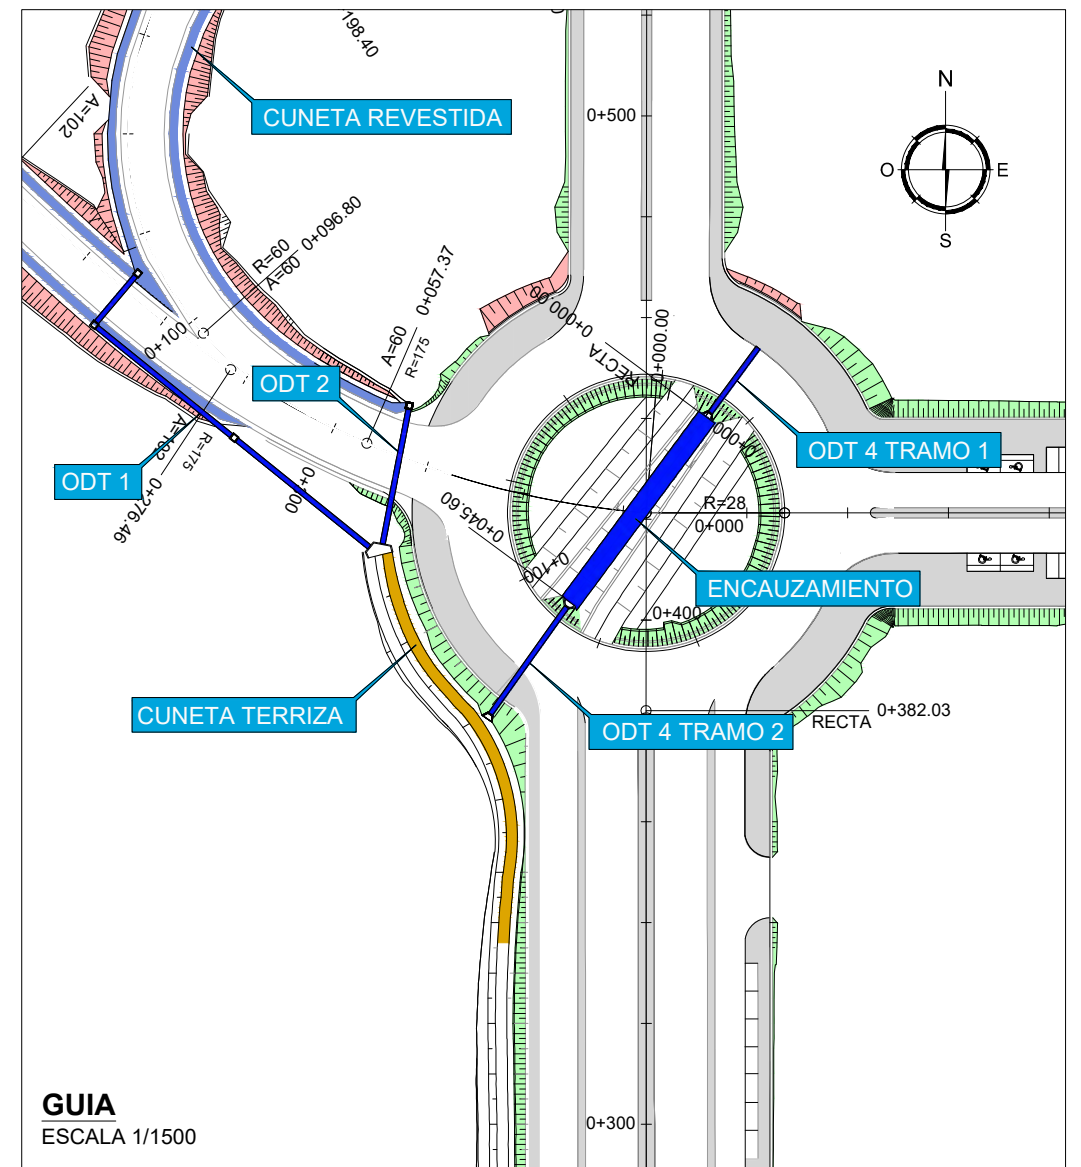 198.40
CUNETA REVESTIDA
A=102
0+500
N
O
E
S
R=60
A=60 0+096.80
A=60 0+057.37
R=175
0+000.00
RECTA
0+000.00
0+100
ODT 2
ODT 1
A=102 0+276.46
R=175
0+000
ODT 4 TRAMO 1
R=28
0+000
0+045.60
0+100
ENCAUZAMIENTO
0+400
CUNETA TERRIZA
ODT 4 TRAMO 2
0+382.03
RECTA
0+300
GUIA
ESCALA 1/1500